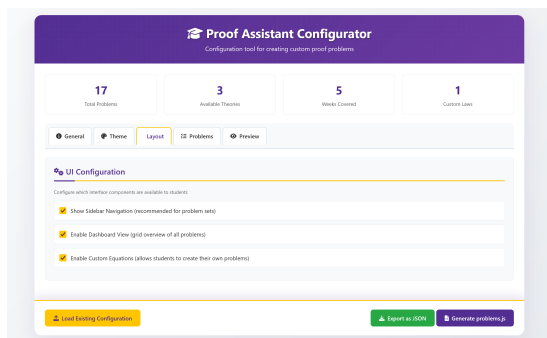 Proof Assistant Configurator
Configuration tool for creating custom proof problems
17
Total Problems
3
Available Theories
5
Weeks Covered
1
Custom Laws
General Theme Layout Problems Preview
UI Configuration
Configure which interface components are available to students
Show Sidebar Navigation (recommended for problem sets)
Enable Dashboard View (grid overview of all problems)
Enable Custom Equations (allows students to create their own problems)
Load Existing Configuration Export as JSON Generate problems.js